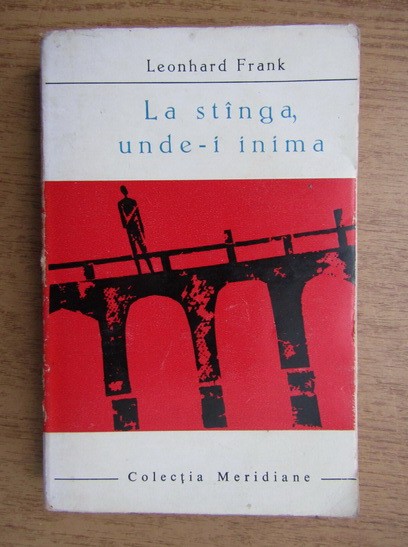 Leonhard Frank
La stînga,
unde-i inima
Colecția Meridiane